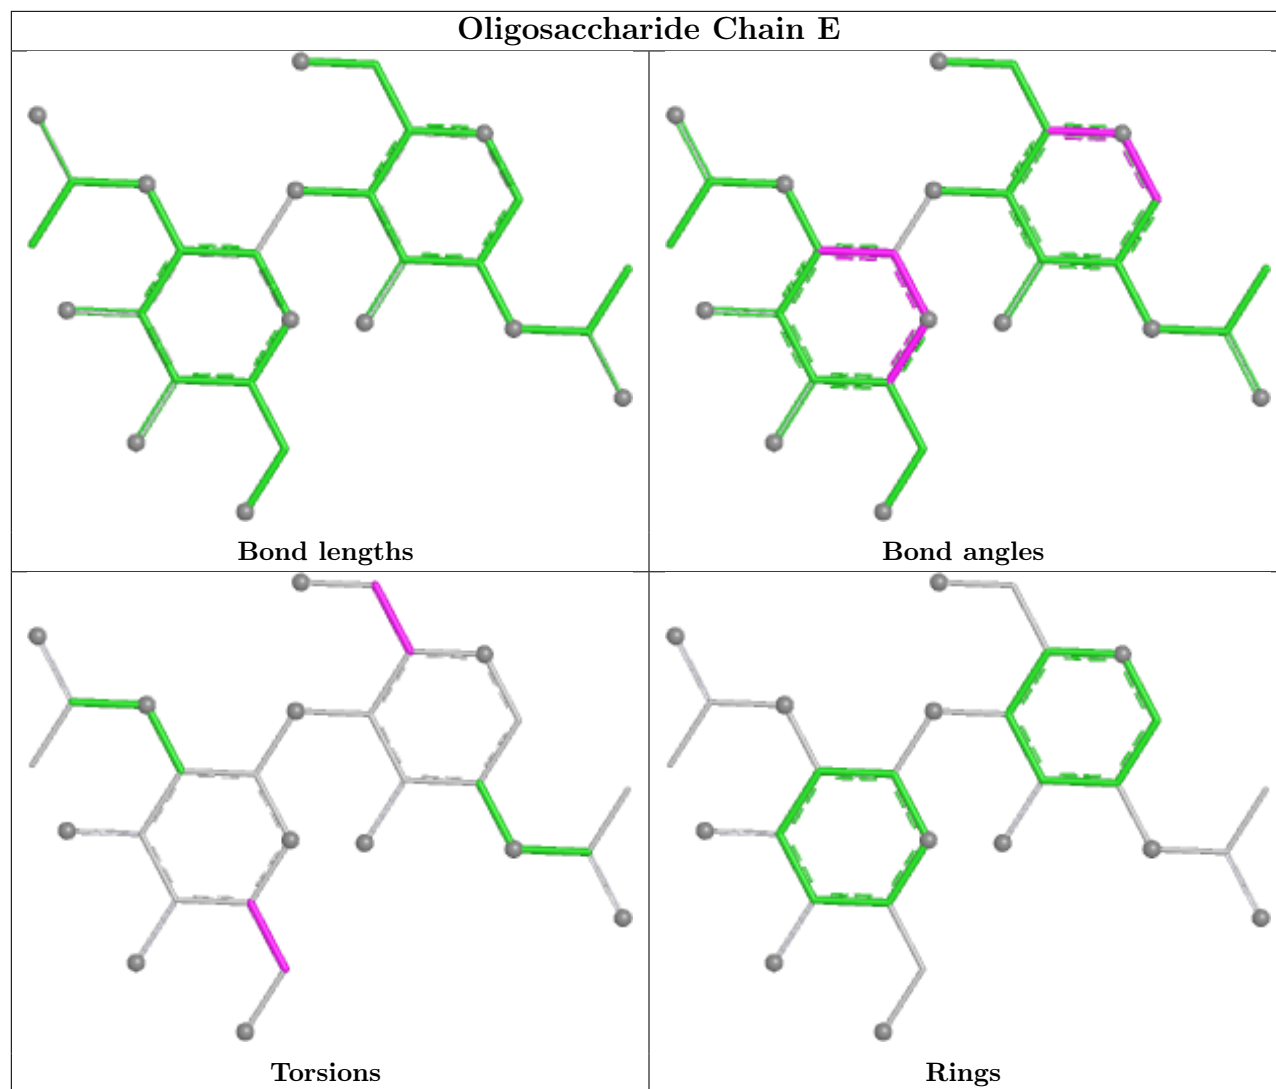 Oligosaccharide Chain E
Bond lengths
Bond angles
Torsions
Rings